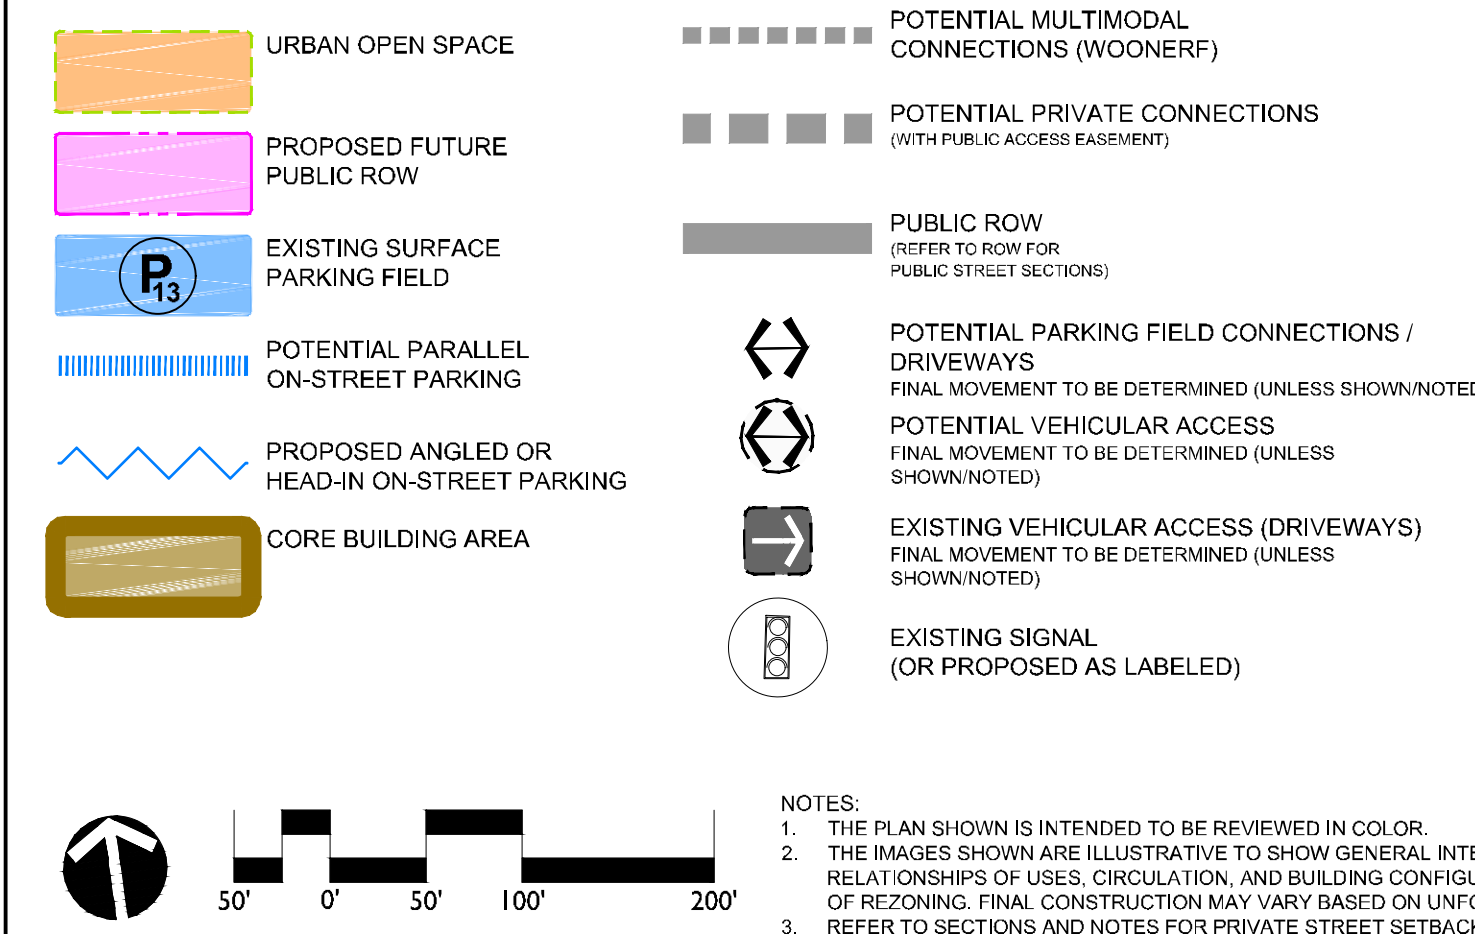 URBAN OPEN SPACE
PROPOSED FUTURE
PUBLIC ROW
P13
EXISTING SURFACE
PARKING FIELD
POTENTIAL PARALLEL
ON-STREET PARKING
PROPOSED ANGLED OR
HEAD-IN ON-STREET PARKING
CORE BUILDING AREA
POTENTIAL MULTIMODAL
CONNECTIONS (WOONERF)
POTENTIAL PRIVATE CONNECTIONS
(WITH PUBLIC ACCESS EASEMENT)
PUBLIC ROW
(REFER TO ROW FOR
PUBLIC STREET SECTIONS)
POTENTIAL PARKING FIELD CONNECTIONS /
DRIVEWAYS
FINAL MOVEMENT TO BE DETERMINED (UNLESS SHOWN/NOTED
POTENTIAL VEHICULAR ACCESS
FINAL MOVEMENT TO BE DETERMINED (UNLESS
SHOWN/NOTED)
EXISTING VEHICULAR ACCESS (DRIVEWAYS)
FINAL MOVEMENT TO BE DETERMINED (UNLESS
SHOWN/NOTED)
EXISTING SIGNAL
(OR PROPOSED AS LABELED)
50' 0' 50' 100' 200'
NOTES:
1. THE PLAN SHOWN IS INTENDED TO BE REVIEWED IN COLOR.
2. THE IMAGES SHOWN ARE ILLUSTRATIVE TO SHOW GENERAL INTE
RELATIONSHIPS OF USES, CIRCULATION, AND BUILDING CONFIGU
OF REZONING. FINAL CONSTRUCTION MAY VARY BASED ON UNFO
3. REFER TO SECTIONS AND NOTES FOR PRIVATE STREET SETBACK